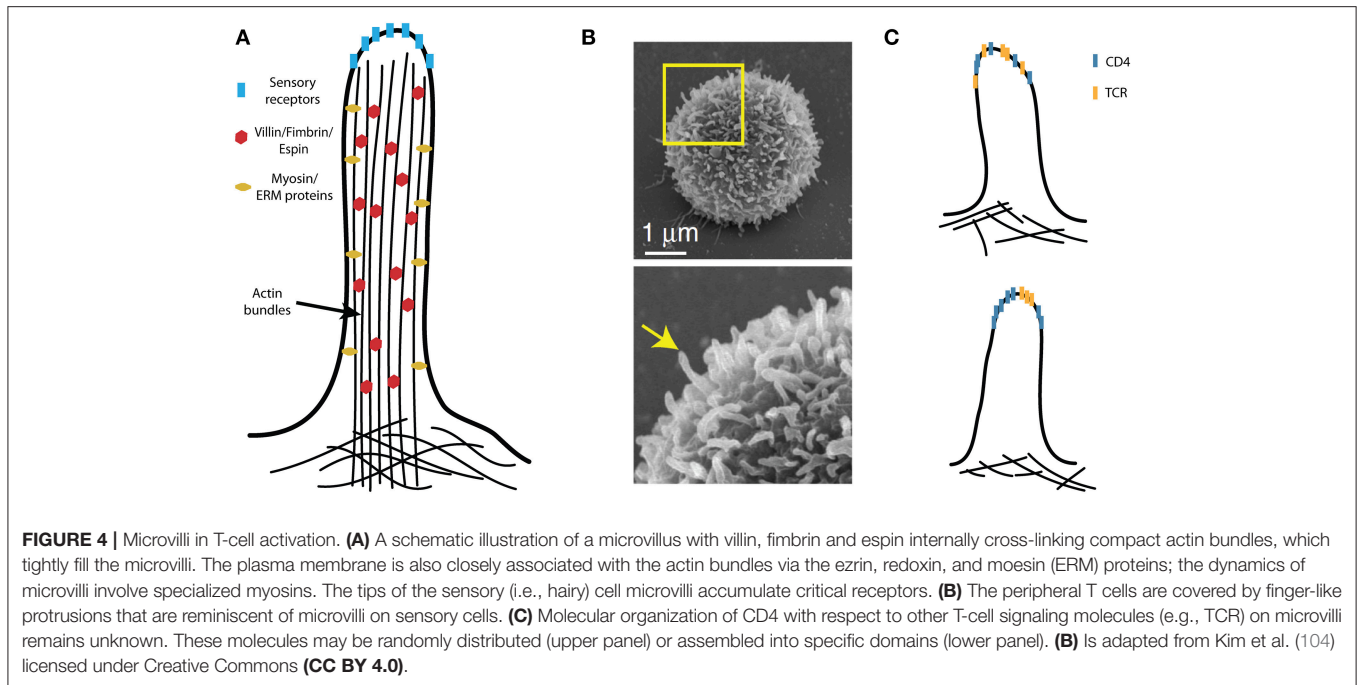 A
Sensory
receptors
Villin/Fimbrin/
Espin
Myosin/
ERM proteins
Actin
bundles
B
1 μm
C
CD4
TCR
FIGURE 4 | Microvilli in T-cell activation. (A) A schematic illustration of a microvillus with villin, fimbrin and espin internally cross-linking compact actin bundles, which
tightly fill the microvilli. The plasma membrane is also closely associated with the actin bundles via the ezrin, redoxin, and moesin (ERM) proteins; the dynamics of
microvilli involve specialized myosins. The tips of the sensory (i.e., hairy) cell microvilli accumulate critical receptors. (B) The peripheral T cells are covered by finger-like
protrusions that are reminiscent of microvilli on sensory cells. (C) Molecular organization of CD4 with respect to other T-cell signaling molecules (e.g., TCR) on microvilli
remains unknown. These molecules may be randomly distributed (upper panel) or assembled into specific domains (lower panel). (B) Is adapted from Kim et al. (104)
licensed under Creative Commons (CC BY 4.0).